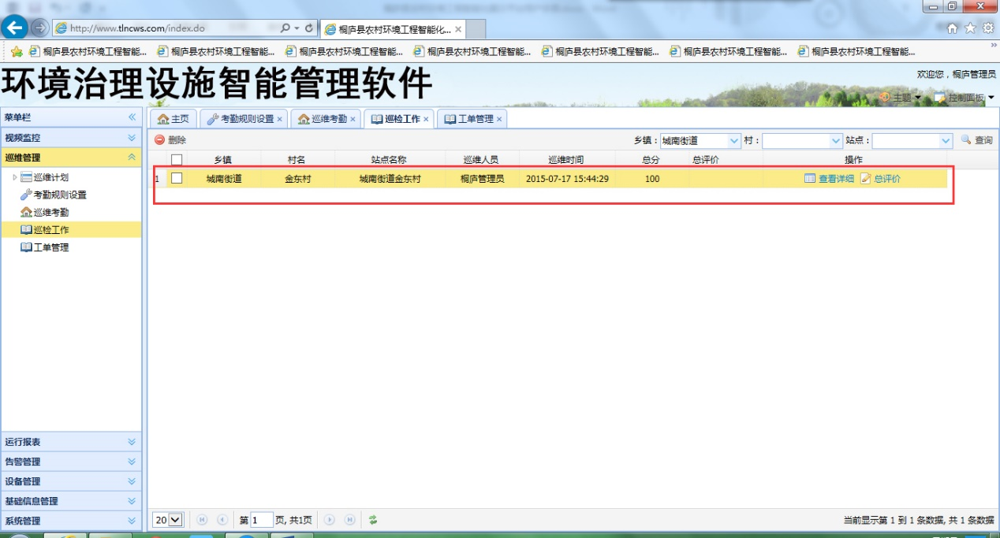 http://www.tlncws.com/index.do
桐庐县农村环境工程智能化...
桐庐县农村环境工程智能... 桐庐县农村环境工程智能... 桐庐县农村环境工程智能... 桐庐县农村环境工程智能... 桐庐县农村环境工程智能... 桐庐县农村环境工程智能... 桐庐县农村环境工程智能...
环境治理设施智能管理软件
欢迎您，桐庐管理员
主题 控制面板
菜单栏
主页 考勤规则设置 巡维考勤 巡检工作 工单管理
视频监控
删除 乡镇： 城南街道 村： 站点： 查询
巡维管理
乡镇 村名 站点名称 巡维人员 巡维时间 总分 总评价 操作
1 城南街道 金东村 城南街道金东村 桐庐管理员 2015-07-17 15:44:29 100 查看详细 总评价
巡维计划
考勤规则设置
巡维考勤
巡检工作
工单管理
运行报表
告警管理
设备管理
基础信息管理
系统管理
20 第 1 页, 共1页 当前显示第 1 到 1 条数据, 共 1 条数据